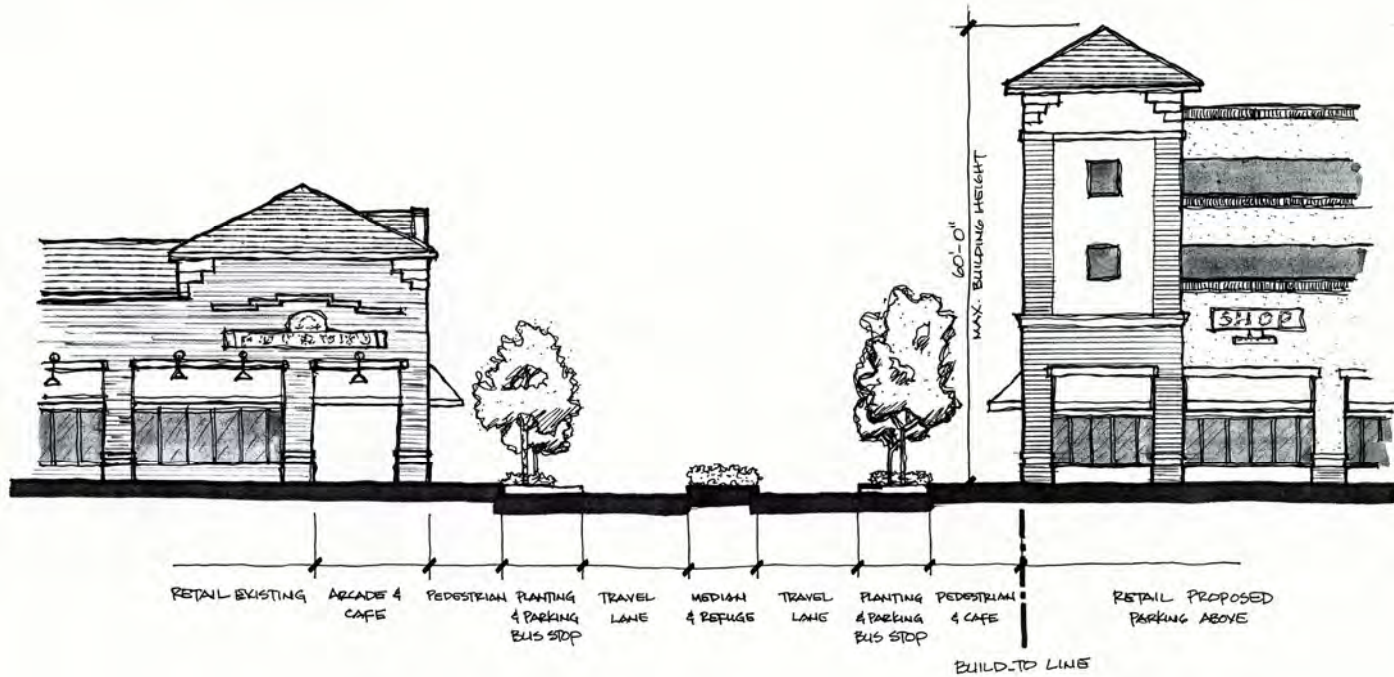 60'-0"
MAX. BUILDING HEIGHT
SHOP
RETAIL EXISTING
ARCADE &
CAFE
PEDESTRIAN
PLANTING
& PARKING
BUS STOP
TRAVEL
LANE
MEDIAN
& REFUGE
TRAVEL
LANE
PLANTING
& PARKING
BUS STOP
PEDESTRIAN
& CAFE
RETAIL PROPOSED
PARKING ABOVE
BUILD-TO LINE